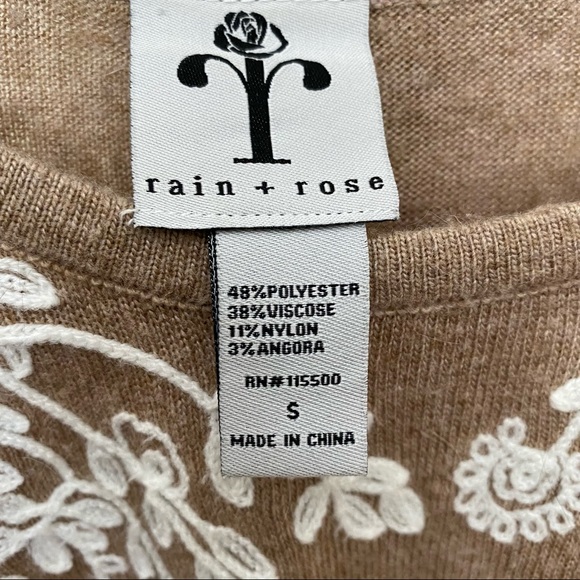 rain + rose
48%POLYESTER
38%VISCOSE
11%NYLON
3%ANGORA
RN#115500
S
MADE IN CHINA